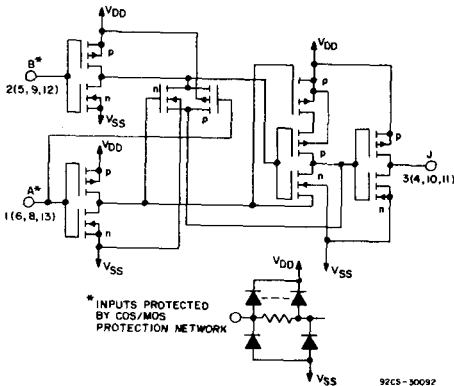 VDD
B*
p
2(5, 9, 12)
n
VSS
n
p
VDD
p
p
n
p
J
3(4, 10, 11)
n
VSS
VDD
A*
p
1(6, 8, 13)
n
VSS
* INPUTS PROTECTED
BY COS/MOS
PROTECTION NETWORK
VDD
VSS
92CS-30092